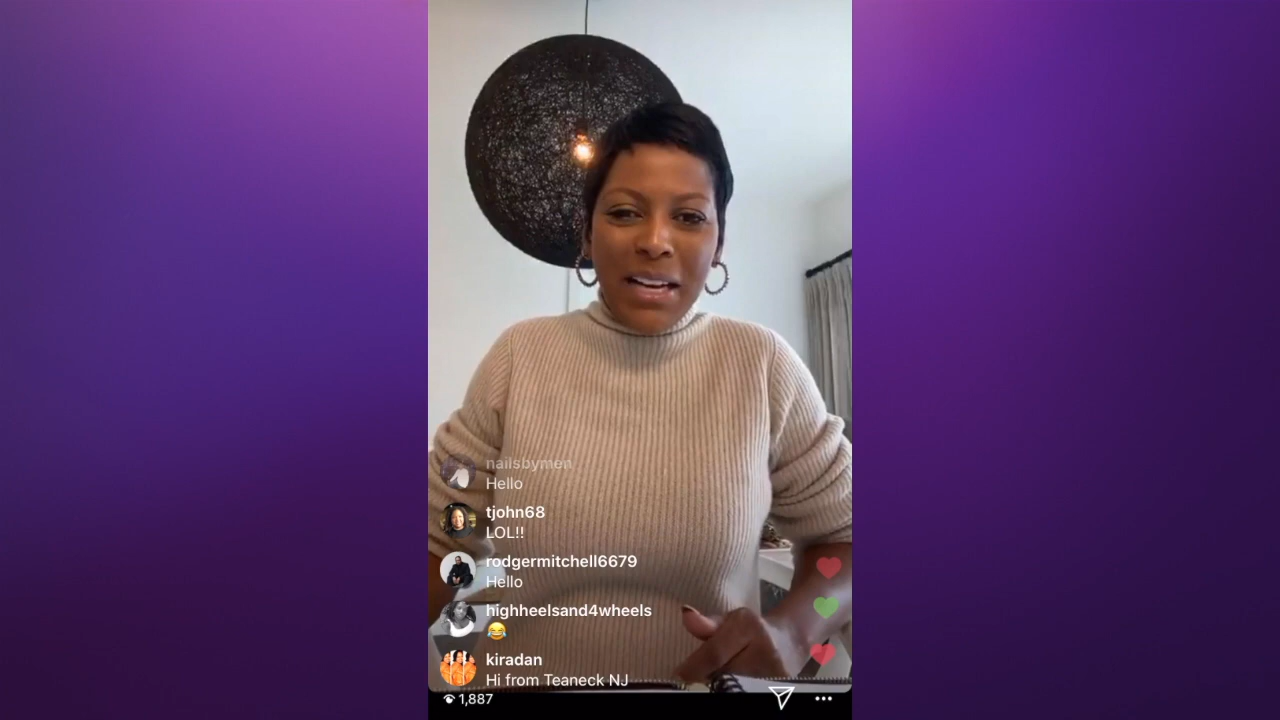 nailsbymen
Hello
tjohn68
LOL!!
rodgermitchell6679
Hello
highheelsand4wheels
😂
kiradan
Hi from Teaneck NJ
1,887